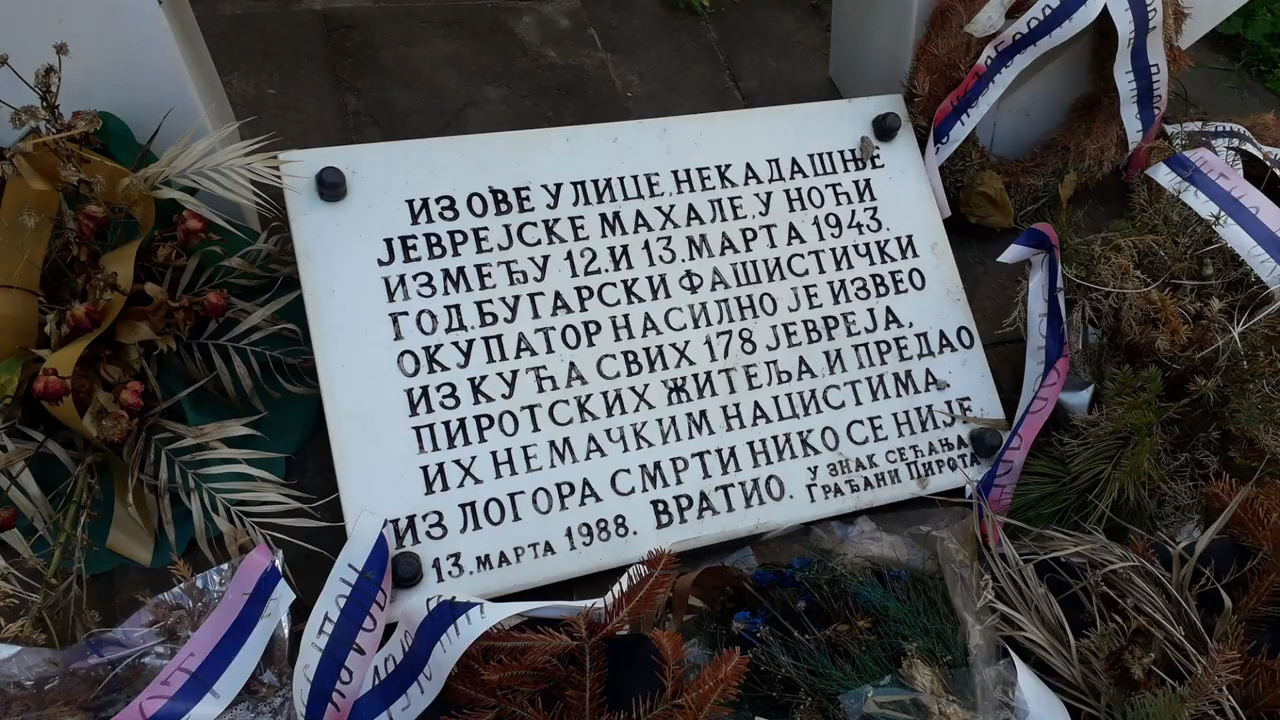 ИЗ ОВЕ УЛИЦЕ, НЕКАДАШЊЕ
ЈЕВРЕЈСКЕ МАХАЛЕ, У НОЋИ
ИЗМЕЂУ 12. И 13. МАРТА 1943.
ГОД. БУГАРСКИ ФАШИСТИЧКИ
ОКУПАТОР НАСИЛНО ЈЕ ИЗВЕО
ИЗ КУЋА СВИХ 178 ЈЕВРЕЈА,
ПИРОТСКИХ ЖИТЕЉА, И ПРЕДАО
ИХ НЕМАЧКИМ НАЦИСТИМА.
ИЗ ЛОГОРА СМРТИ НИКО СЕ НИЈЕ
ВРАТИО.
13. МАРТА 1988.
У ЗНАК СЕЋАЊА
ГРАЂАНИ ПИРОТА